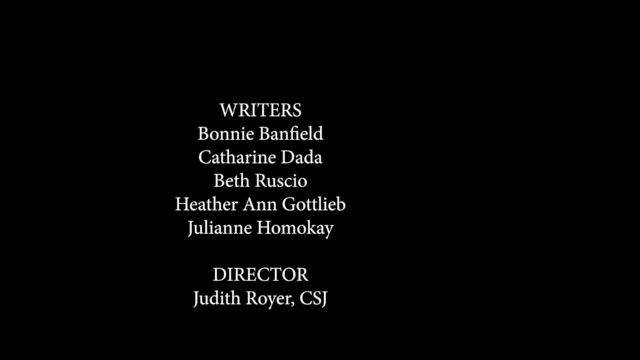 WRITERS
Bonnie Banfield
Catharine Dada
Beth Ruscio
Heather Ann Gottlieb
Julianne Homokay
DIRECTOR
Judith Royer, CSJ